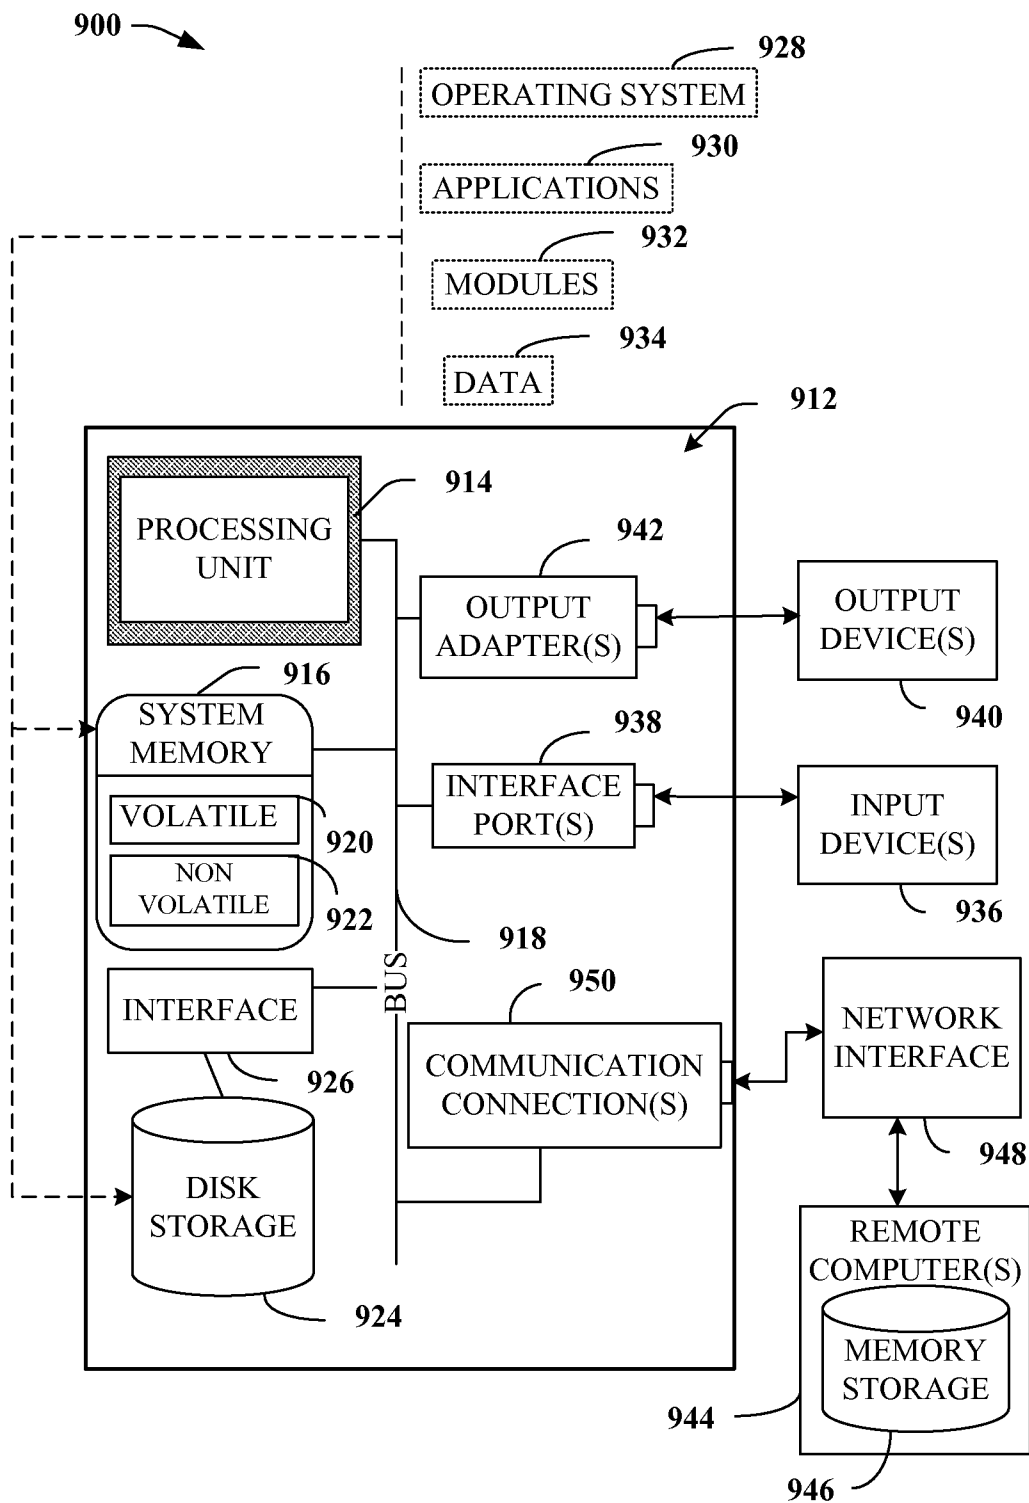 900
928
OPERATING SYSTEM
930
APPLICATIONS
932
MODULES
934
DATA
912
914
PROCESSING
UNIT
942
OUTPUT
ADAPTER(S)
OUTPUT
DEVICE(S)
940
916
SYSTEM
MEMORY
938
INTERFACE
PORT(S)
INPUT
DEVICE(S)
936
VOLATILE
920
NON
VOLATILE
922
918
BUS
INTERFACE
926
950
COMMUNICATION
CONNECTION(S)
NETWORK
INTERFACE
948
DISK
STORAGE
924
REMOTE
COMPUTER(S)
MEMORY
STORAGE
944
946